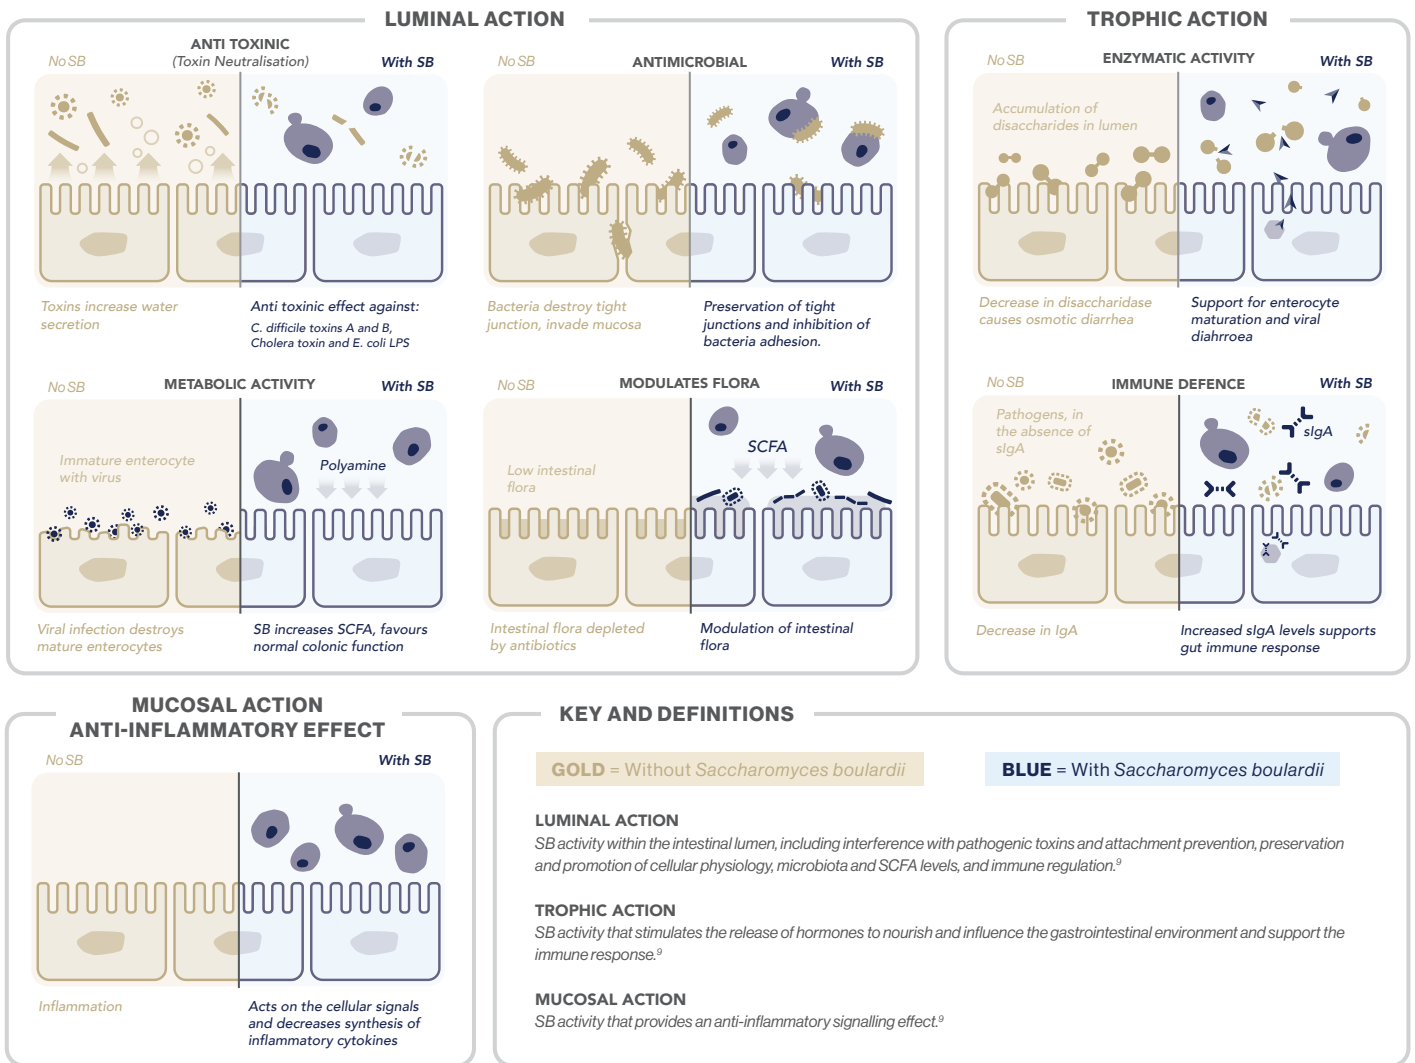 LUMINAL ACTION
ANTI TOXINIC
(Toxin Neutralisation)
No SB
With SB
Toxins increase water
secretion
Anti toxinic effect against:
C. difficile toxins A and B,
Cholera toxin and E. coli LPS
No SB
ANTIMICROBIAL
With SB
Bacteria destroy tight
junction, invade mucosa
Preservation of tight
junctions and inhibition of
bacteria adhesion.
No SB
METABOLIC ACTIVITY
With SB
Immature enterocyte
with virus
Polyamine
Viral infection destroys
mature enterocytes
SB increases SCFA, favours
normal colonic function
No SB
MODULATES FLORA
With SB
Low intestinal
flora
SCFA
Intestinal flora depleted
by antibiotics
Modulation of intestinal
flora
TROPHIC ACTION
No SB
ENZYMATIC ACTIVITY
With SB
Accumulation of
disaccharides in lumen
Decrease in disaccharidase
causes osmotic diarrhea
Support for enterocyte
maturation and viral
diahrroea
No SB
IMMUNE DEFENCE
With SB
Pathogens, in
the absence of
sIgA
sIgA
Decrease in IgA
Increased sIgA levels supports
gut immune response
MUCOSAL ACTION
ANTI-INFLAMMATORY EFFECT
No SB
With SB
Inflammation
Acts on the cellular signals
and decreases synthesis of
inflammatory cytokines
KEY AND DEFINITIONS
GOLD = Without Saccharomyces boulardii
BLUE = With Saccharomyces boulardii
LUMINAL ACTION
SB activity within the intestinal lumen, including interference with pathogenic toxins and attachment prevention, preservation
and promotion of cellular physiology, microbiota and SCFA levels, and immune regulation.⁹
TROPHIC ACTION
SB activity that stimulates the release of hormones to nourish and influence the gastrointestinal environment and support the
immune response.⁹
MUCOSAL ACTION
SB activity that provides an anti-inflammatory signalling effect.⁹